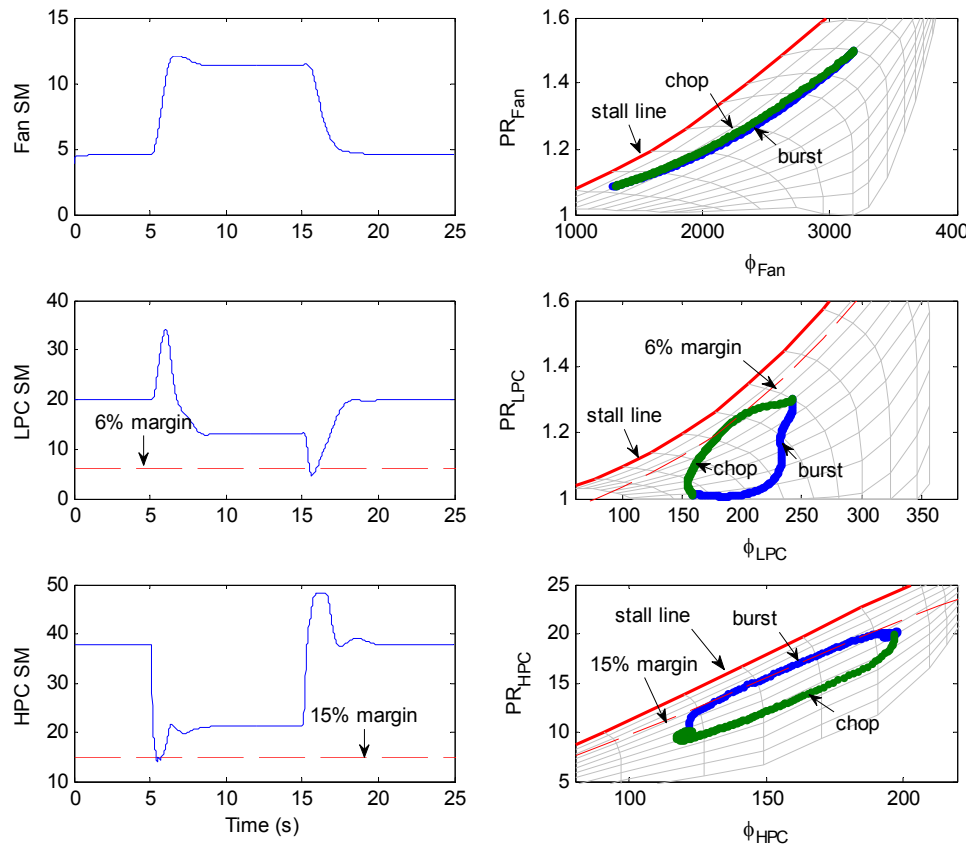 15
10
5
0
Fan SM
0 5 10 15 20 25
1.6
1.4
1.2
1
PR_Fan
chop
stall line
burst
1000 2000 3000 400
ϕ_Fan
40
30
20
10
0
LPC SM
6% margin
0 5 10 15 20 25
1.6
1.4
1.2
1
PR_LPC
6% margin
stall line
chop
burst
100 150 200 250 300 350
ϕ_LPC
50
40
30
20
10
HPC SM
15% margin
0 5 10 15 20 25
Time (s)
25
20
15
10
5
PR_HPC
stall line
burst
15% margin
chop
100 150 200
ϕ_HPC